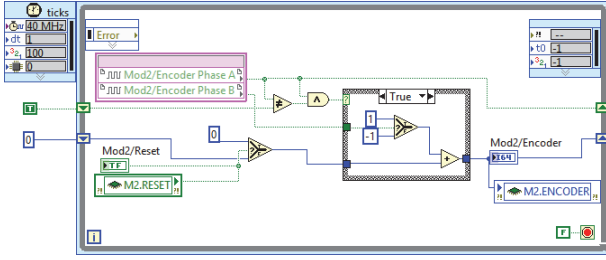 ticks
40 MHz
dt 1
100
0
Error
--
t0 -1
-1
Mod2/Encoder Phase A
Mod2/Encoder Phase B
True
T
0
0
1
-1
Mod2/Reset
TF
M2.RESET
Mod2/Encoder
I64
M2.ENCODER
i
F